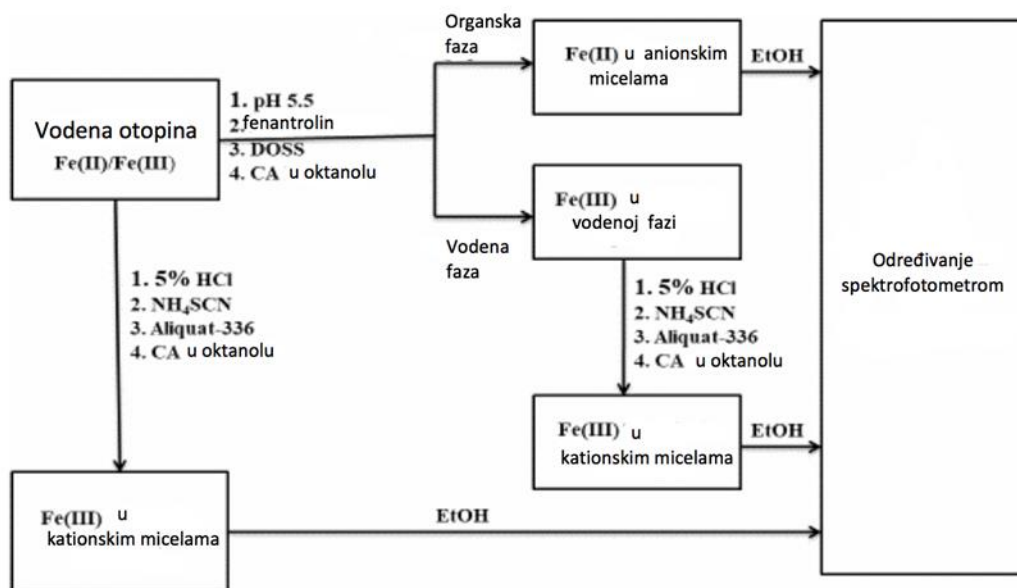 Vodena otopina
Fe(II)/Fe(III)
1. pH 5.5
2. fenantrolin
3. DOSS
4. CA u oktanolu
Organska
faza
Fe(II) u anionskim
micelama
EtOH
Vodena
faza
Fe(III) u
vodenoj fazi
1. 5% HCl
2. NH₄SCN
3. Aliquat-336
4. CA u oktanolu
1. 5% HCl
2. NH₄SCN
3. Aliquat-336
4. CA u oktanolu
Fe(III) u
kationskim micelama
EtOH
Fe(III) u
kationskim micelama
EtOH
Određivanje
spektrofotometrom